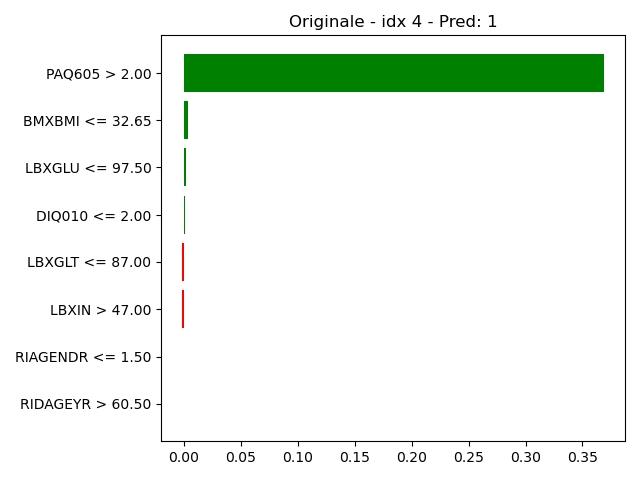 Originale - idx 4 - Pred: 1
PAQ605 > 2.00
BMXBMI <= 32.65
LBXGLU <= 97.50
DIQ010 <= 2.00
LBXGLT <= 87.00
LBXIN > 47.00
RIAGENDR <= 1.50
RIDAGEYR > 60.50
0.00 0.05 0.10 0.15 0.20 0.25 0.30 0.35